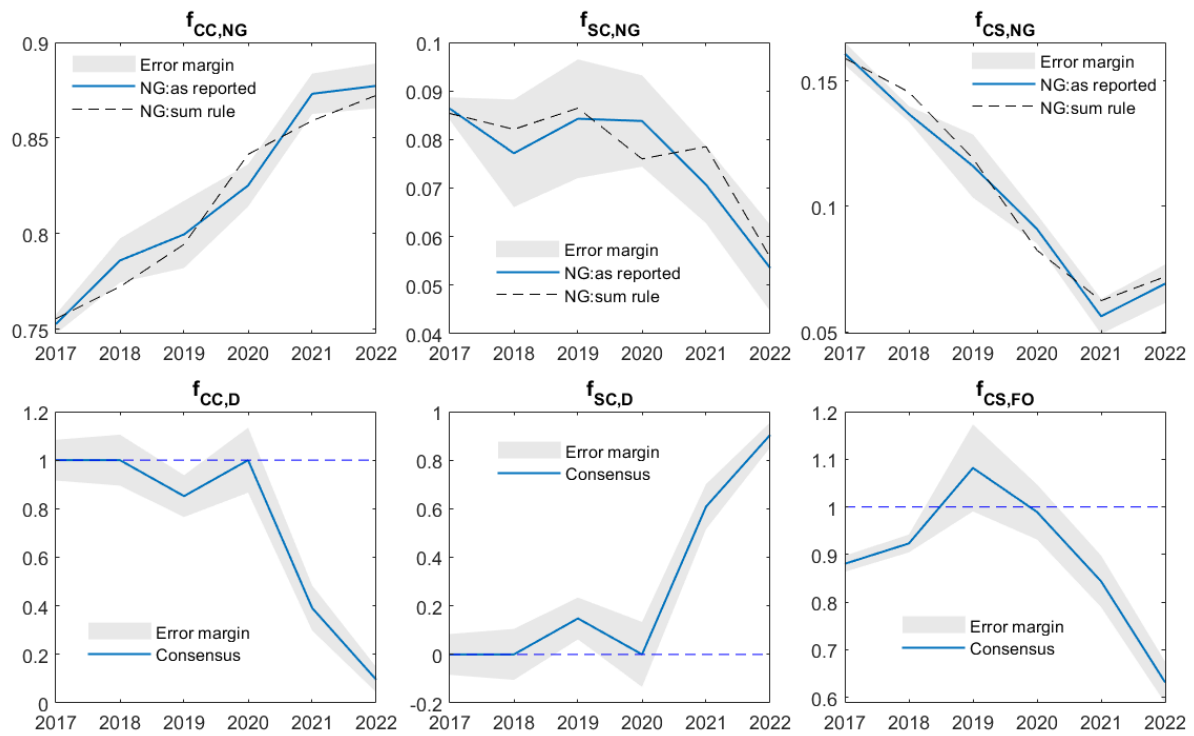 f_CC,NG
0.9
0.85
0.8
0.75
Error margin
NG:as reported
NG:sum rule
2017 2018 2019 2020 2021 2022
f_SC,NG
0.1
0.09
0.08
0.07
0.06
0.05
0.04
Error margin
NG:as reported
NG:sum rule
2017 2018 2019 2020 2021 2022
f_CS,NG
0.15
0.1
0.05
Error margin
NG:as reported
NG:sum rule
2017 2018 2019 2020 2021 2022
f_CC,D
1.2
1
0.8
0.6
0.4
0.2
0
Error margin
Consensus
2017 2018 2019 2020 2021 2022
f_SC,D
1
0.8
0.6
0.4
0.2
0
-0.2
Error margin
Consensus
2017 2018 2019 2020 2021 2022
f_CS,FO
1.2
1.1
1
0.9
0.8
0.7
0.6
Error margin
Consensus
2017 2018 2019 2020 2021 2022